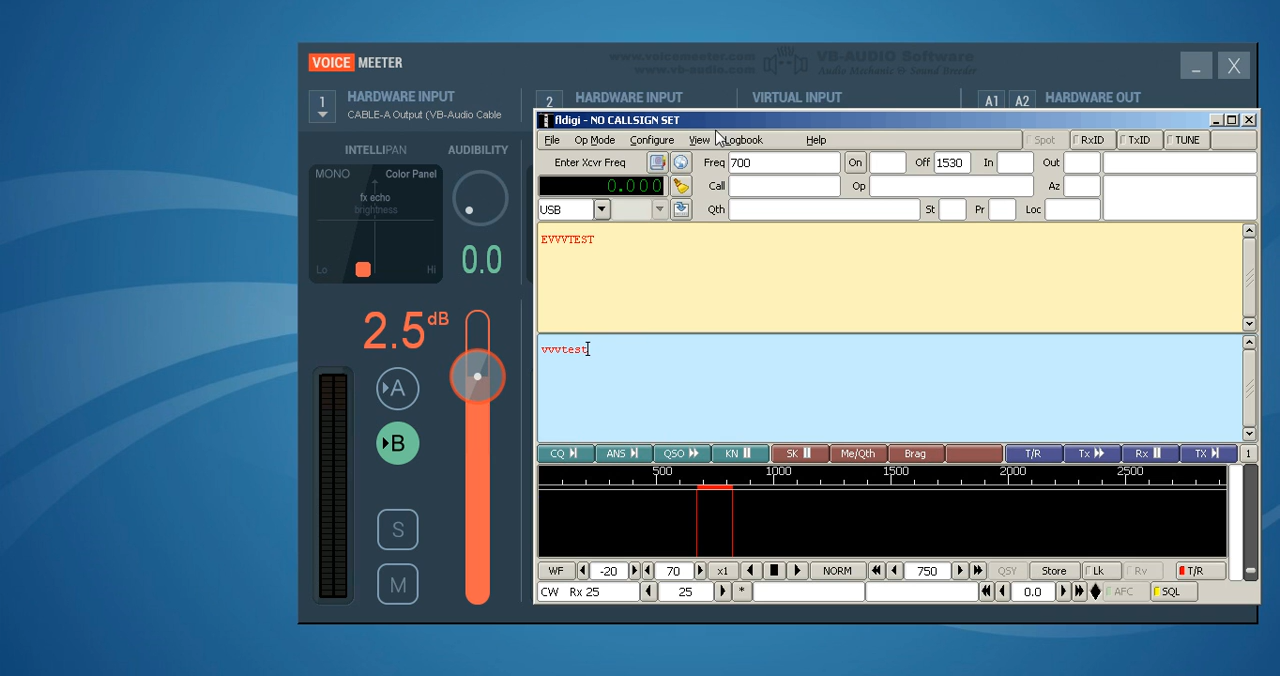 VOICE MEETER
www.voicemeeter.com
www.vb-audio.com
VB-AUDIO Software
Audio Mechanic & Sound Breeder
_ X
1 HARDWARE INPUT
CABLE-A Output (VB-Audio Cable
2 HARDWARE INPUT
VIRTUAL INPUT
A1 A2 HARDWARE OUT
INTELLIPAN
AUDIBILITY
MONO Color Panel
fx echo
brightness
Lo Hi
0.0
2.5 dB
A
B
S
M
fldigi - NO CALLSIGN SET
File Op Mode Configure View Logbook Help Spot RxID TxID TUNE
Enter Xcvr Freq Freq 700 On Off 1530 In Out
0.000 Call Op Az
USB Qth St Pr Loc
EVVVTEST
vvvtest
CQ ANS QSO KN SK Me/Qth Brag T/R Tx Rx TX 1
500 1000 1500 2000 2500
WF -20 70 x1 NORM 750 QSY Store Lk Rv T/R
CW Rx 25 25 * 0.0 AFC SQL